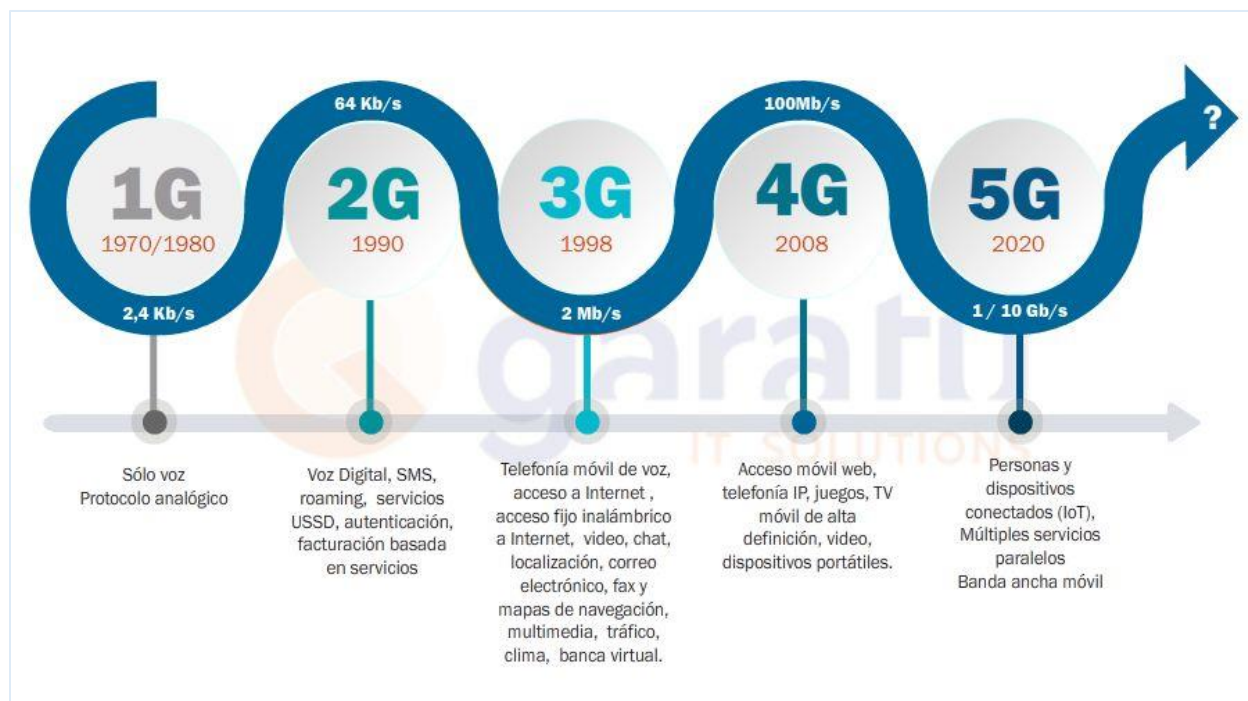 1G
1970/1980
2,4 Kb/s
Sólo voz
Protocolo analógico
64 Kb/s
2G
1990
Voz Digital, SMS,
roaming, servicios
USSD, autenticación,
facturación basada
en servicios
3G
1998
2 Mb/s
Telefonía móvil de voz,
acceso a Internet ,
acceso fijo inalámbrico
a Internet, video, chat,
localización, correo
electrónico, fax y
mapas de navegación,
multimedia, tráfico,
clima, banca virtual.
100Mb/s
4G
2008
Acceso móvil web,
telefonía IP, juegos, TV
móvil de alta
definición, video,
dispositivos portátiles.
5G
2020
1 / 10 Gb/s
Personas y
dispositivos
conectados (IoT),
Múltiples servicios
paralelos
Banda ancha móvil
?
IT SOLUTIONS